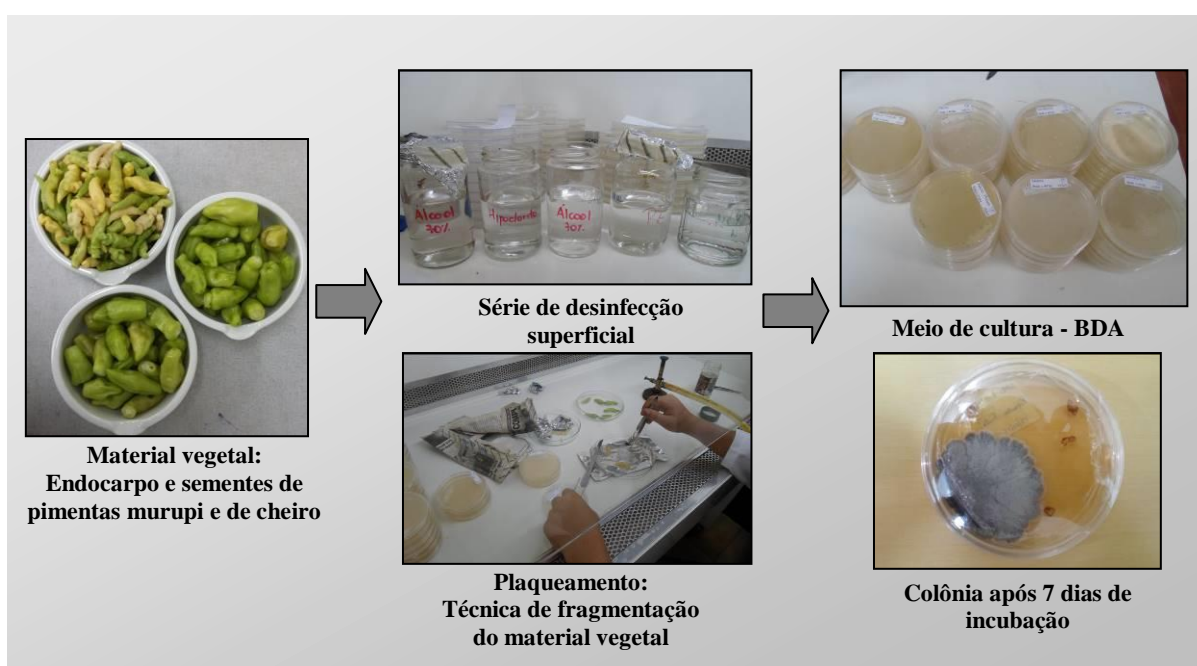 Álcool
70%
Hipoclorito
Álcool
70%
Material vegetal:
Endocarpo e sementes de
pimentas murupi e de cheiro
Série de desinfecção
superficial
Plaqueamento:
Técnica de fragmentação
do material vegetal
Meio de cultura - BDA
Colônia após 7 dias de
incubação